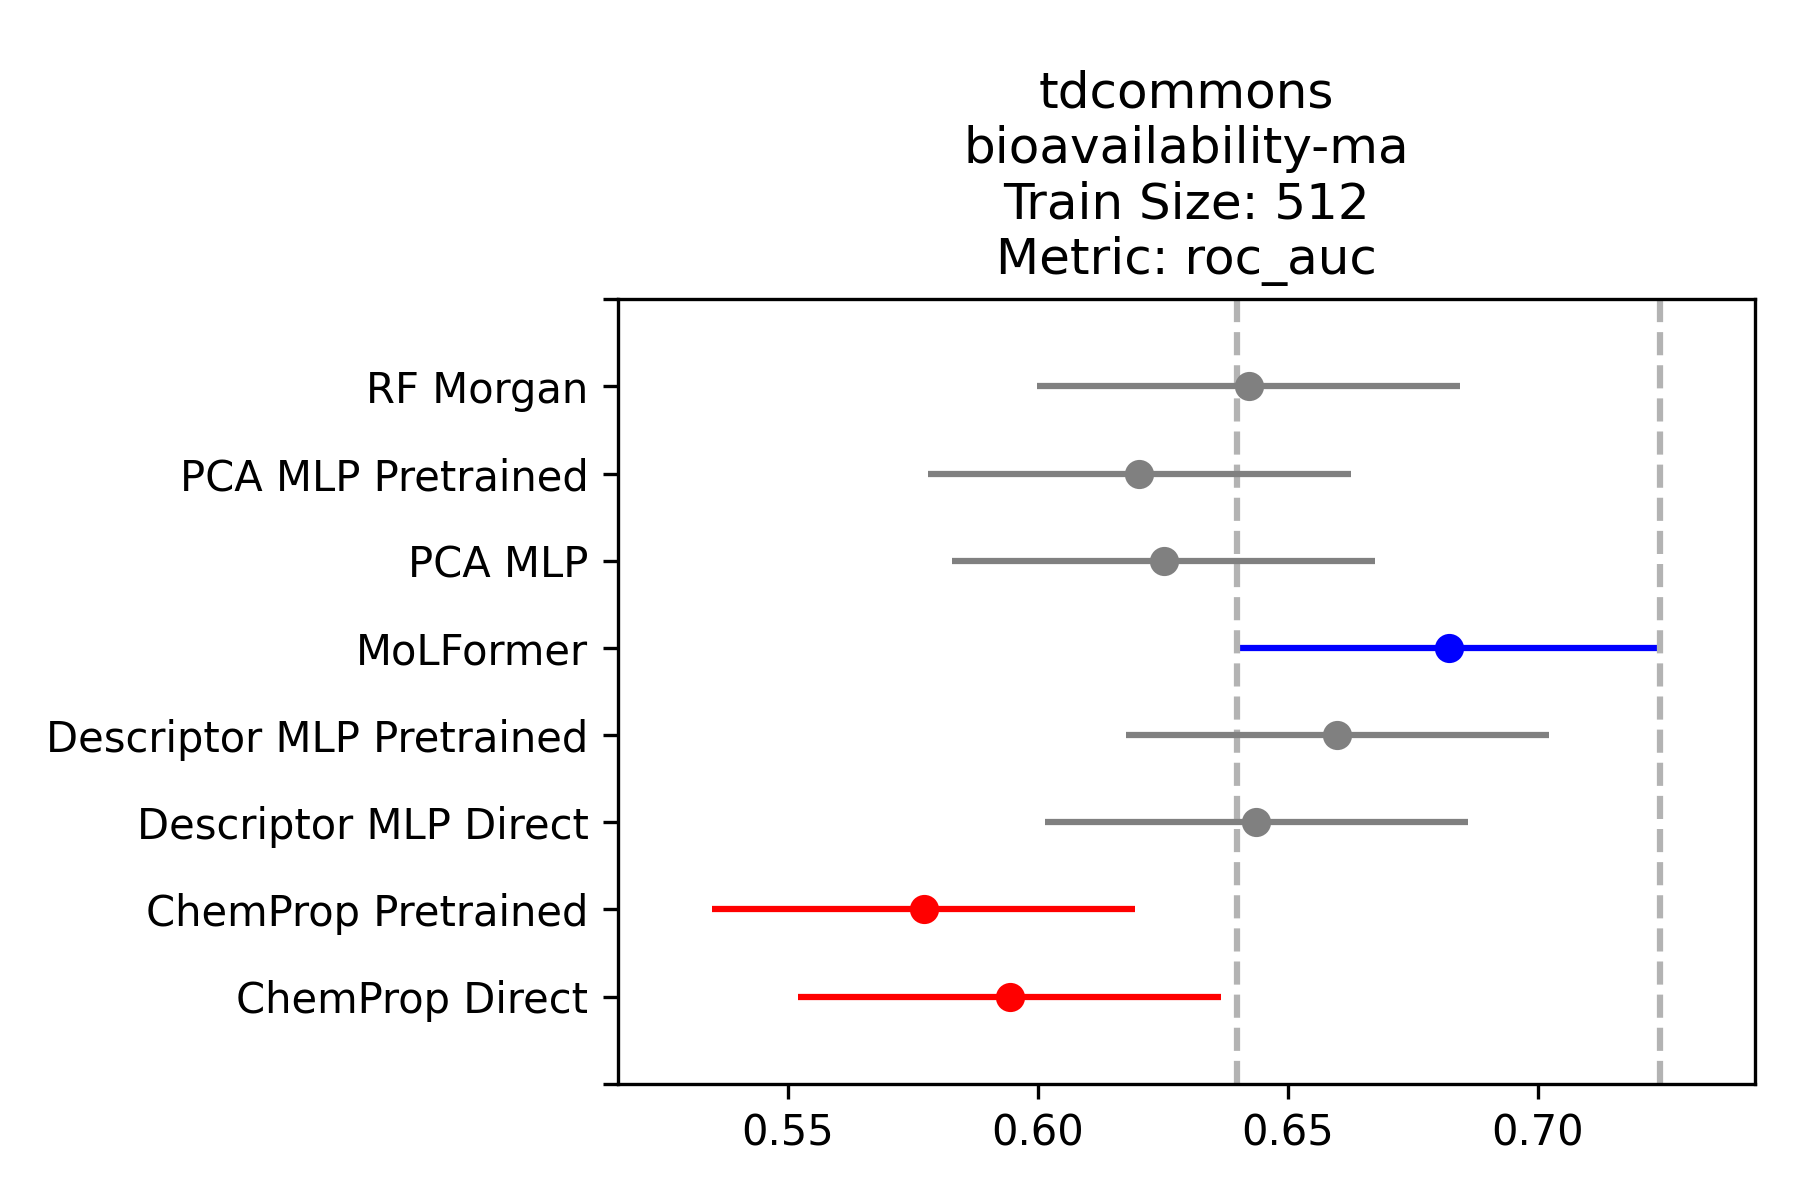 tdcommons
bioavailability-ma
Train Size: 512
Metric: roc_auc
RF Morgan
PCA MLP Pretrained
PCA MLP
MoLFormer
Descriptor MLP Pretrained
Descriptor MLP Direct
ChemProp Pretrained
ChemProp Direct
0.55 0.60 0.65 0.70